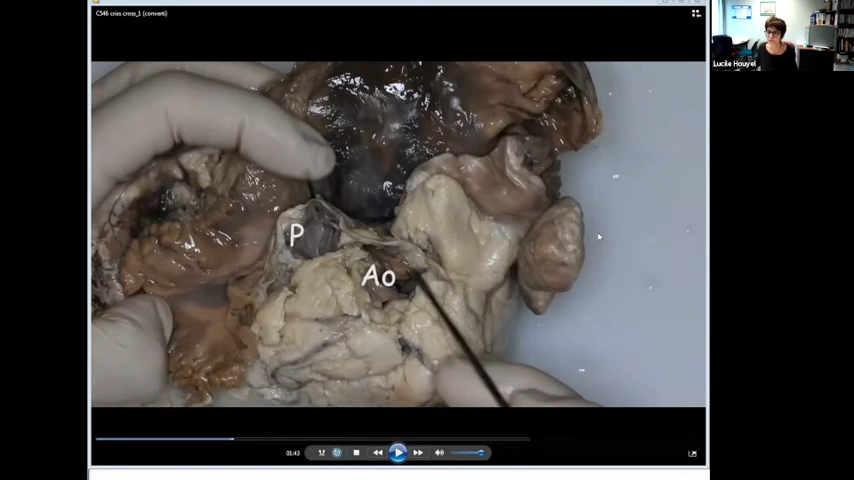 C546 criss cross_1 (converti)
Lucile Houyel
P
Ao
01:43